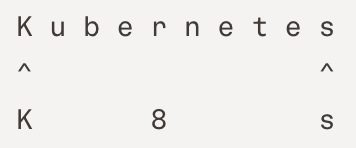 K u b e r n e t e s
^                 ^
K       8         s